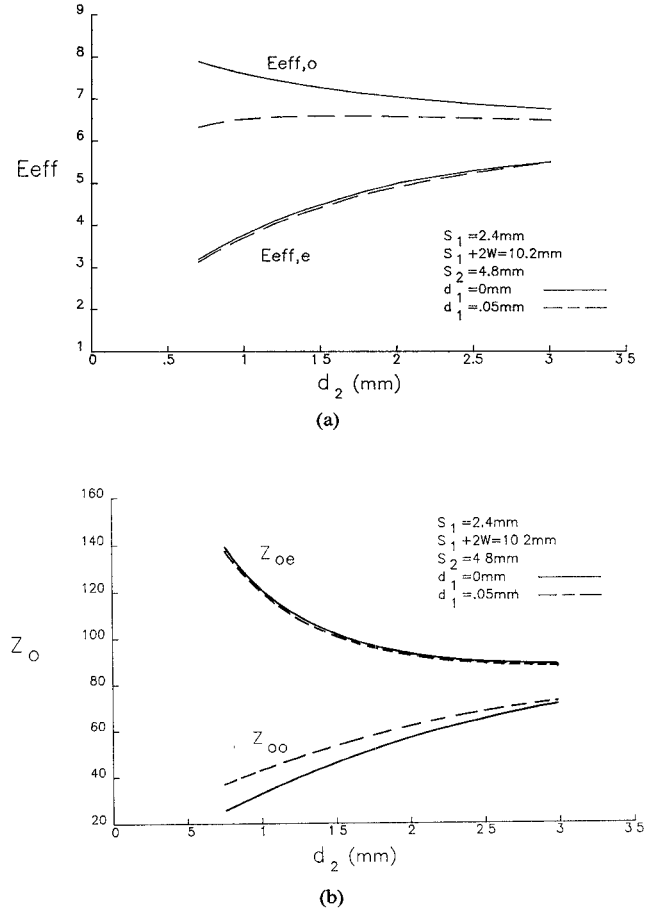 9
8
7
6
5
4
3
2
1
Eeff
Eeff,o
Eeff,e
S1=2.4mm
S1+2W=10.2mm
S2=4.8mm
d1=0mm
d1=.05mm
0 .5 1 1 5 2 2 5 3 3 5
d2 (mm)
(a)
160
140
120
100
80
60
40
20
Zo
Zoe
Zoo
S1=2.4mm
S1+2W=10 2mm
S2=4 8mm
d1=0mm
d1=.05mm
0 5 1 1 5 2 2 5 3 3 5
d2 (mm)
(b)